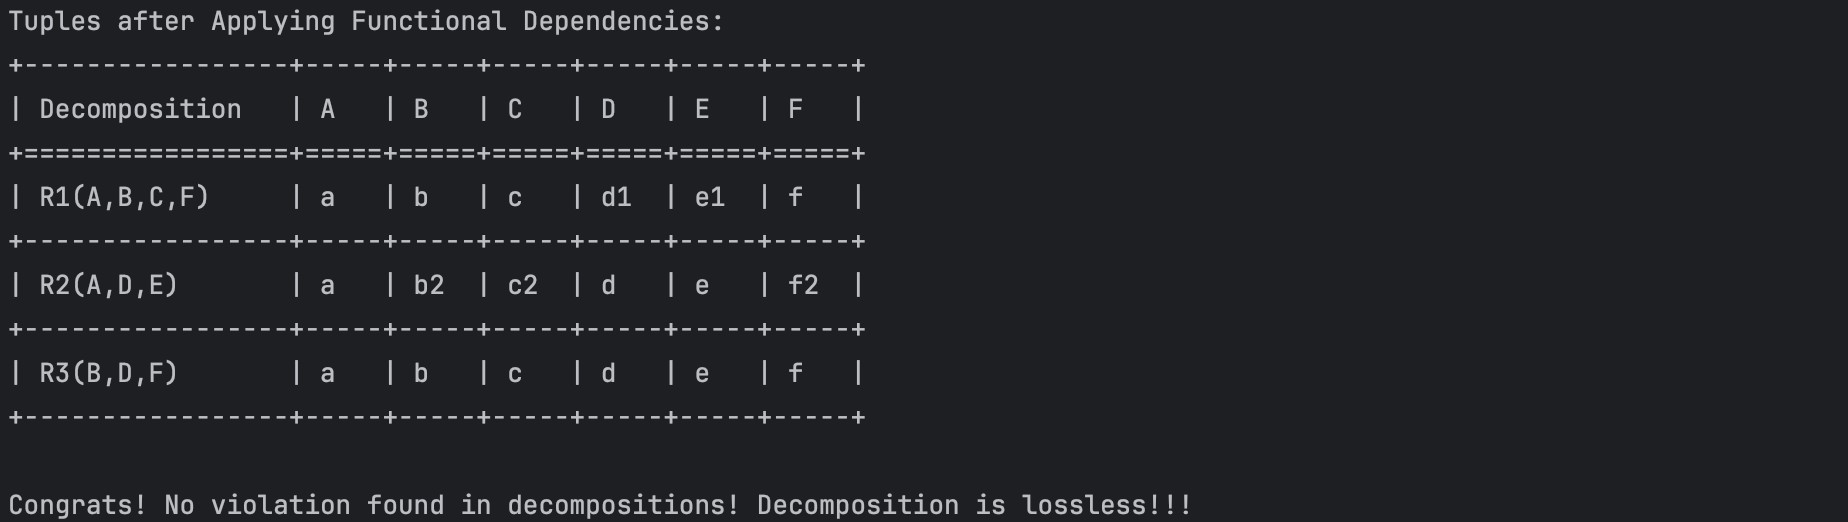 Tuples after Applying Functional Dependencies:
+-----------------+-----+-----+-----+-----+-----+-----+
| Decomposition   | A   | B   | C   | D   | E   | F   |
+=================+=====+=====+=====+=====+=====+=====+
| R1(A,B,C,F)     | a   | b   | c   | d1  | e1  | f   |
+-----------------+-----+-----+-----+-----+-----+-----+
| R2(A,D,E)       | a   | b2  | c2  | d   | e   | f2  |
+-----------------+-----+-----+-----+-----+-----+-----+
| R3(B,D,F)       | a   | b   | c   | d   | e   | f   |
+-----------------+-----+-----+-----+-----+-----+-----+
Congrats! No violation found in decompositions! Decomposition is lossless!!!